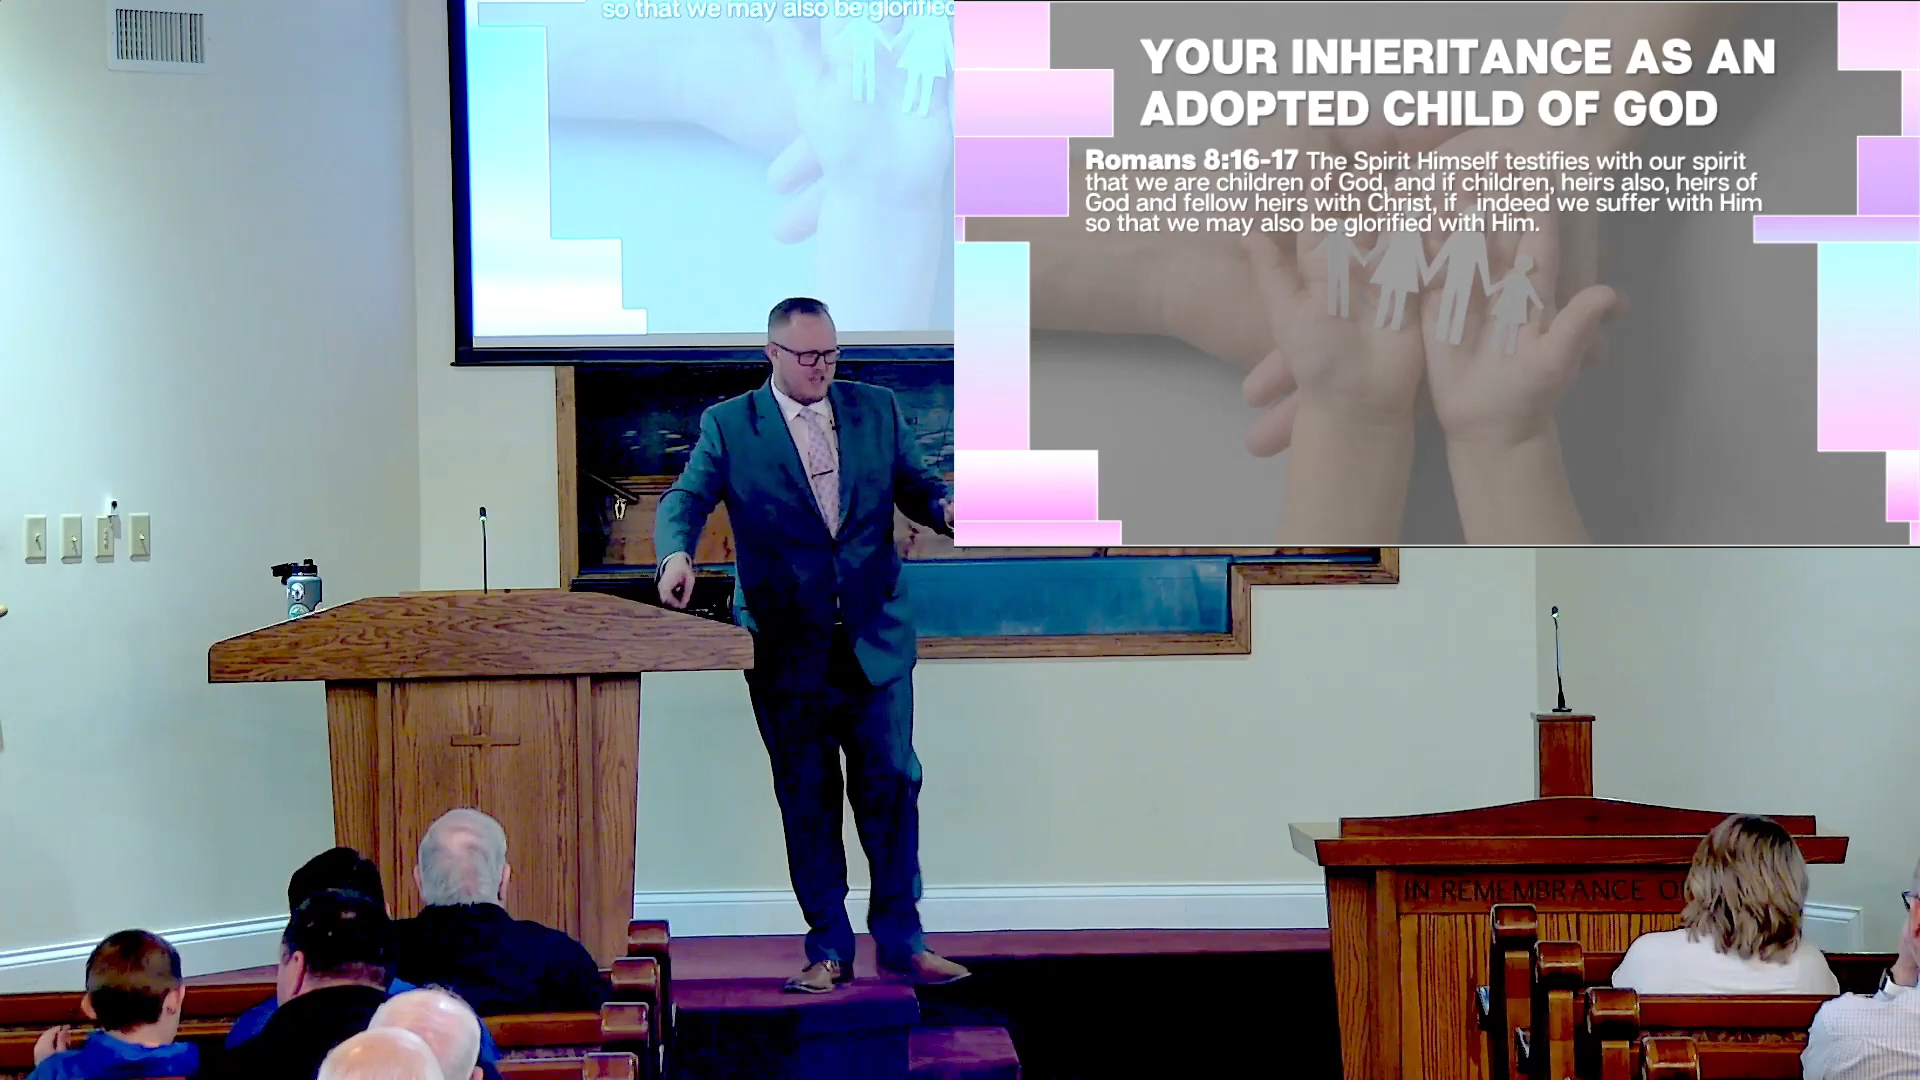 so that we may also be glorified
YOUR INHERITANCE AS AN
ADOPTED CHILD OF GOD
Romans 8:16-17 The Spirit Himself testifies with our spirit
that we are children of God, and if children, heirs also, heirs of
God and fellow heirs with Christ, if indeed we suffer with Him
so that we may also be glorified with Him.
IN REMEMBRANCE O